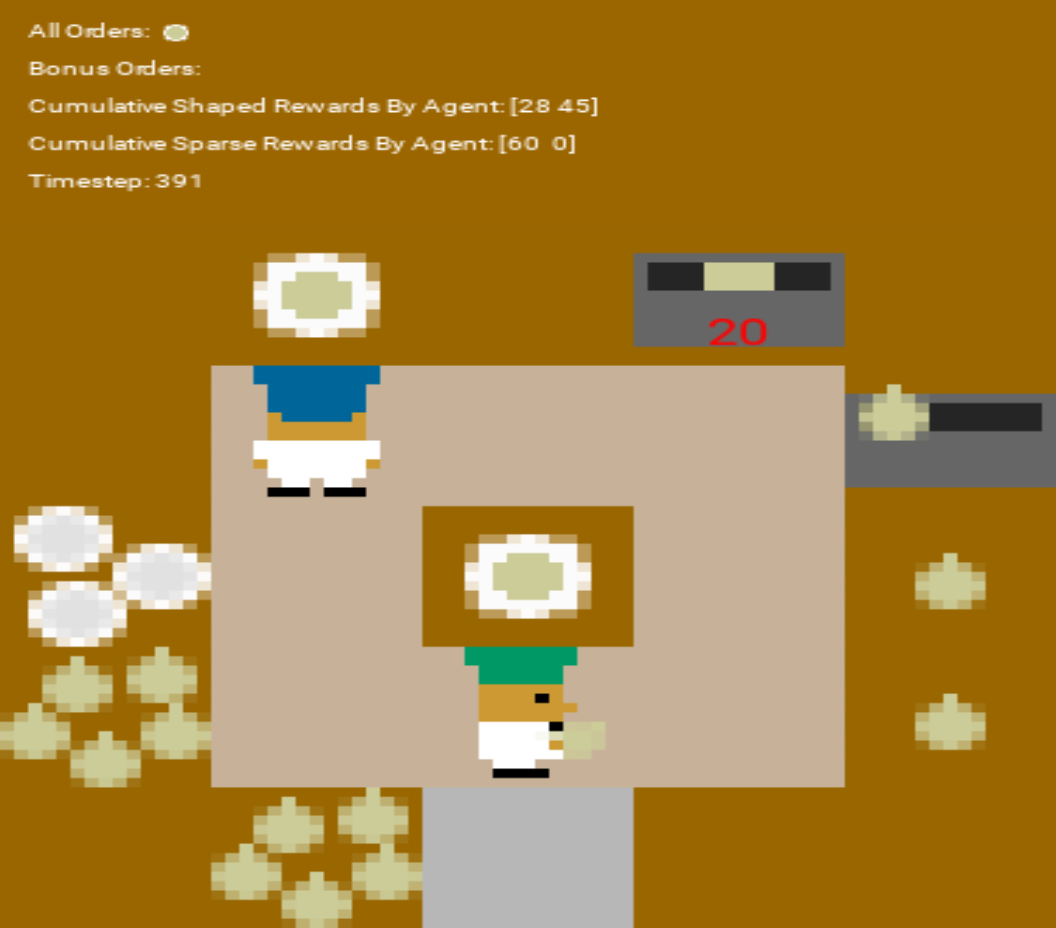 All Orders:
Bonus Orders:
Cumulative Shaped Rewards By Agent: [28 45]
Cumulative Sparse Rewards By Agent: [60  0]
Timestep: 391
20